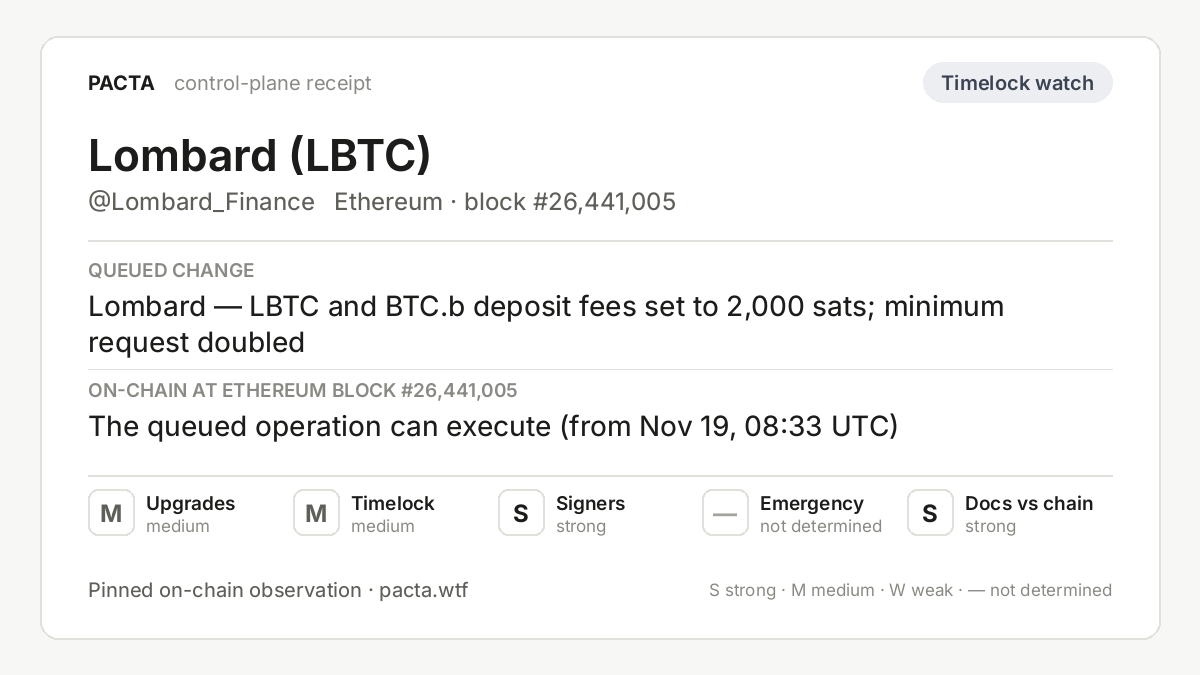 PACTA control-plane receipt
Timelock watch
Lombard (LBTC)
@Lombard_Finance Ethereum · block #26,441,005
QUEUED CHANGE
Lombard — LBTC and BTC.b deposit fees set to 2,000 sats; minimum
request doubled
ON-CHAIN AT ETHEREUM BLOCK #26,441,005
The queued operation can execute (from Nov 19, 08:33 UTC)
M Upgrades
medium
M Timelock
medium
S Signers
strong
— Emergency
not determined
S Docs vs chain
strong
Pinned on-chain observation · pacta.wtf
S strong · M medium · W weak · — not determined